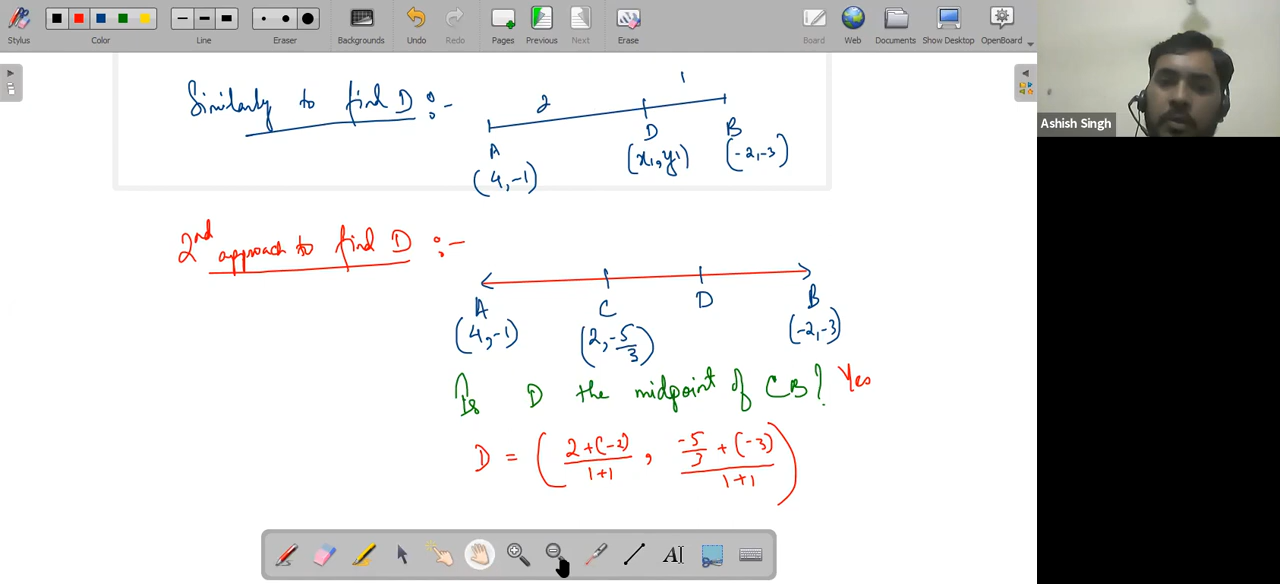 Stylus Color Line Eraser Backgrounds Undo Redo Pages Previous Next Erase Board Web Documents Show Desktop OpenBoard
Ashish Singh
Similarly to find D :-
2 1
A D B
(4,-1) (x₁,y₁) (-2,-3)
2nd approach to find D :-
A C D B
(4,-1) (2,-5/3) (-2,-3)
Is D the midpoint of CB? Yes
D = ( 2+(-2)/1+1 , -5/3+(-3)/1+1 )
A